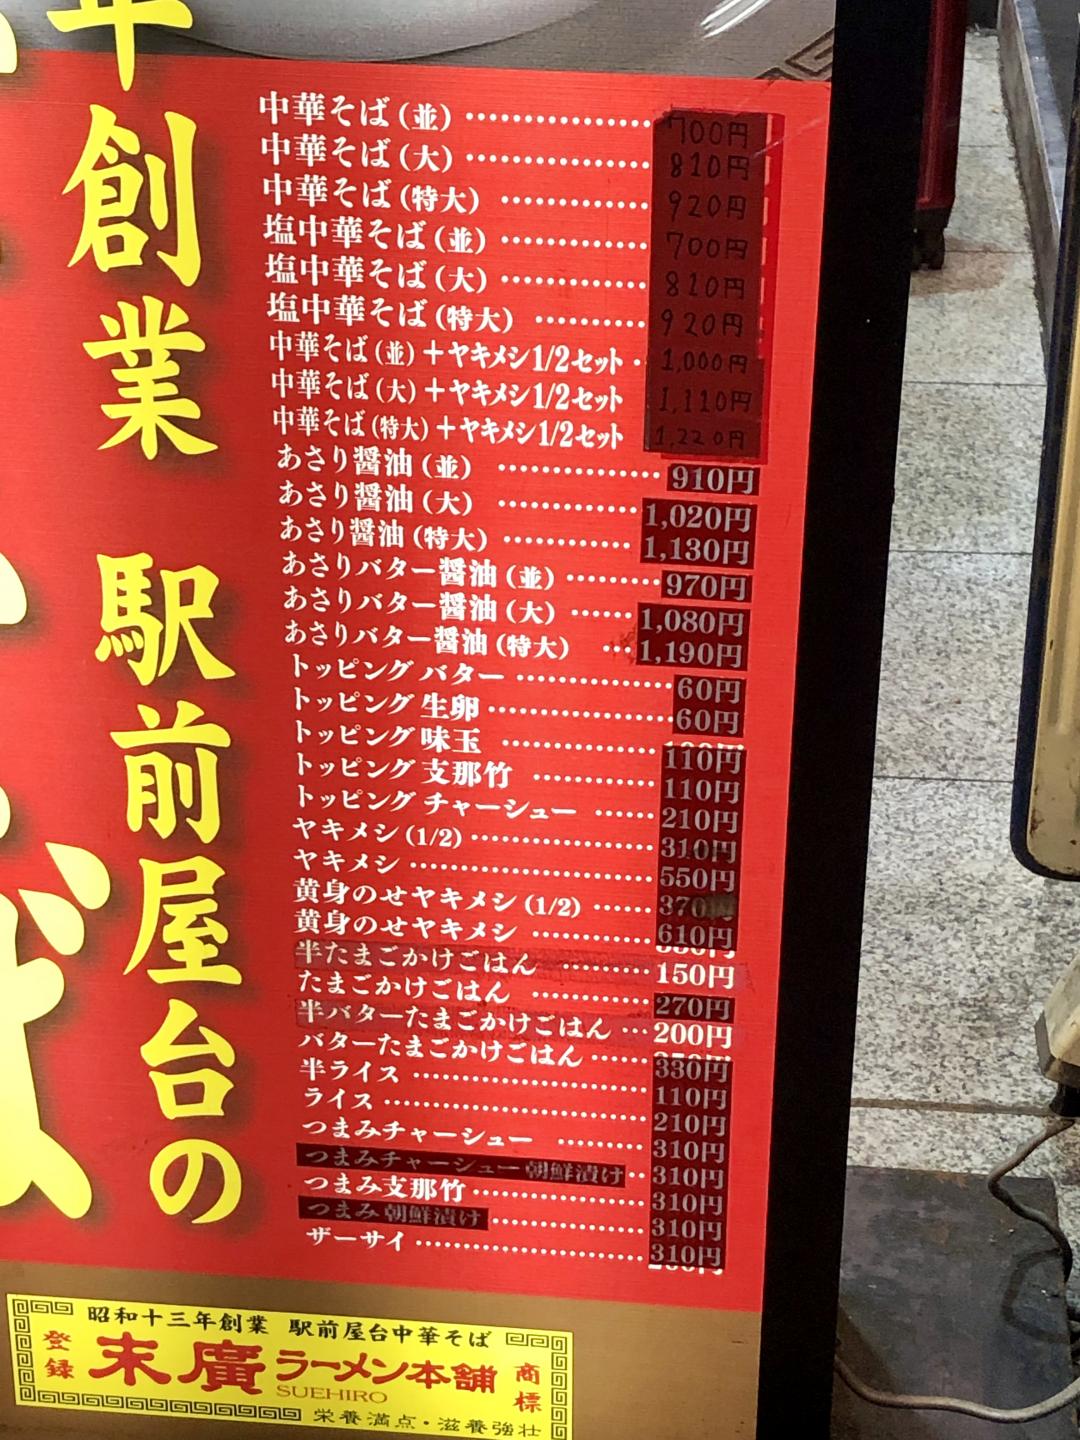 年創業 駅前屋台の
中華そば(並) 700円
中華そば(大) 810円
中華そば(特大) 920円
塩中華そば(並) 700円
塩中華そば(大) 810円
塩中華そば(特大) 920円
中華そば(並)+ヤキメシ1/2セット 1,000円
中華そば(大)+ヤキメシ1/2セット 1,110円
中華そば(特大)+ヤキメシ1/2セット 1,220円
あさり醤油(並) 910円
あさり醤油(大) 1,020円
あさり醤油(特大) 1,130円
あさりバター醤油(並) 970円
あさりバター醤油(大) 1,080円
あさりバター醤油(特大) 1,190円
トッピング バター 60円
トッピング 生卵 60円
トッピング 味玉 110円
トッピング 支那竹 110円
トッピング チャーシュー 210円
ヤキメシ(1/2) 310円
ヤキメシ 550円
黄身のせヤキメシ(1/2) 370円
黄身のせヤキメシ 610円
半たまごかけごはん 150円
たまごかけごはん 270円
半バターたまごかけごはん 200円
バターたまごかけごはん 330円
半ライス 110円
ライス 210円
つまみチャーシュー 310円
つまみチャーシュー朝鮮漬け 310円
つまみ支那竹 310円
つまみ朝鮮漬け 310円
ザーサイ 310円
昭和十三年創業 駅前屋台中華そば
登録 末廣ラーメン本舗 商標
SUEHIRO
栄養満点・滋養強壮